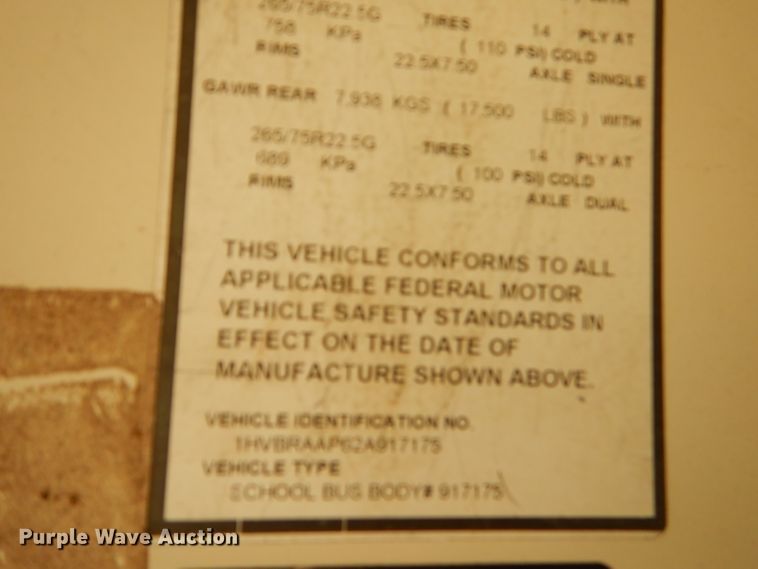 WITH
265/75R22.5G TIRES 14 PLY AT
758 KPa ( 110 PSI) COLD
RIMS 22.5X7.50 AXLE SINGLE
GAWR REAR 7,938 KGS ( 17,500 LBS ) WITH
265/75R22.5G TIRES 14 PLY AT
689 KPa ( 100 PSI) COLD
RIMS 22.5X7.50 AXLE DUAL
THIS VEHICLE CONFORMS TO ALL
APPLICABLE FEDERAL MOTOR
VEHICLE SAFETY STANDARDS IN
EFFECT ON THE DATE OF
MANUFACTURE SHOWN ABOVE.
VEHICLE IDENTIFICATION NO.
1HVBRAAP62A917175
VEHICLE TYPE
SCHOOL BUS BODY# 917175
Purple Wave Auction